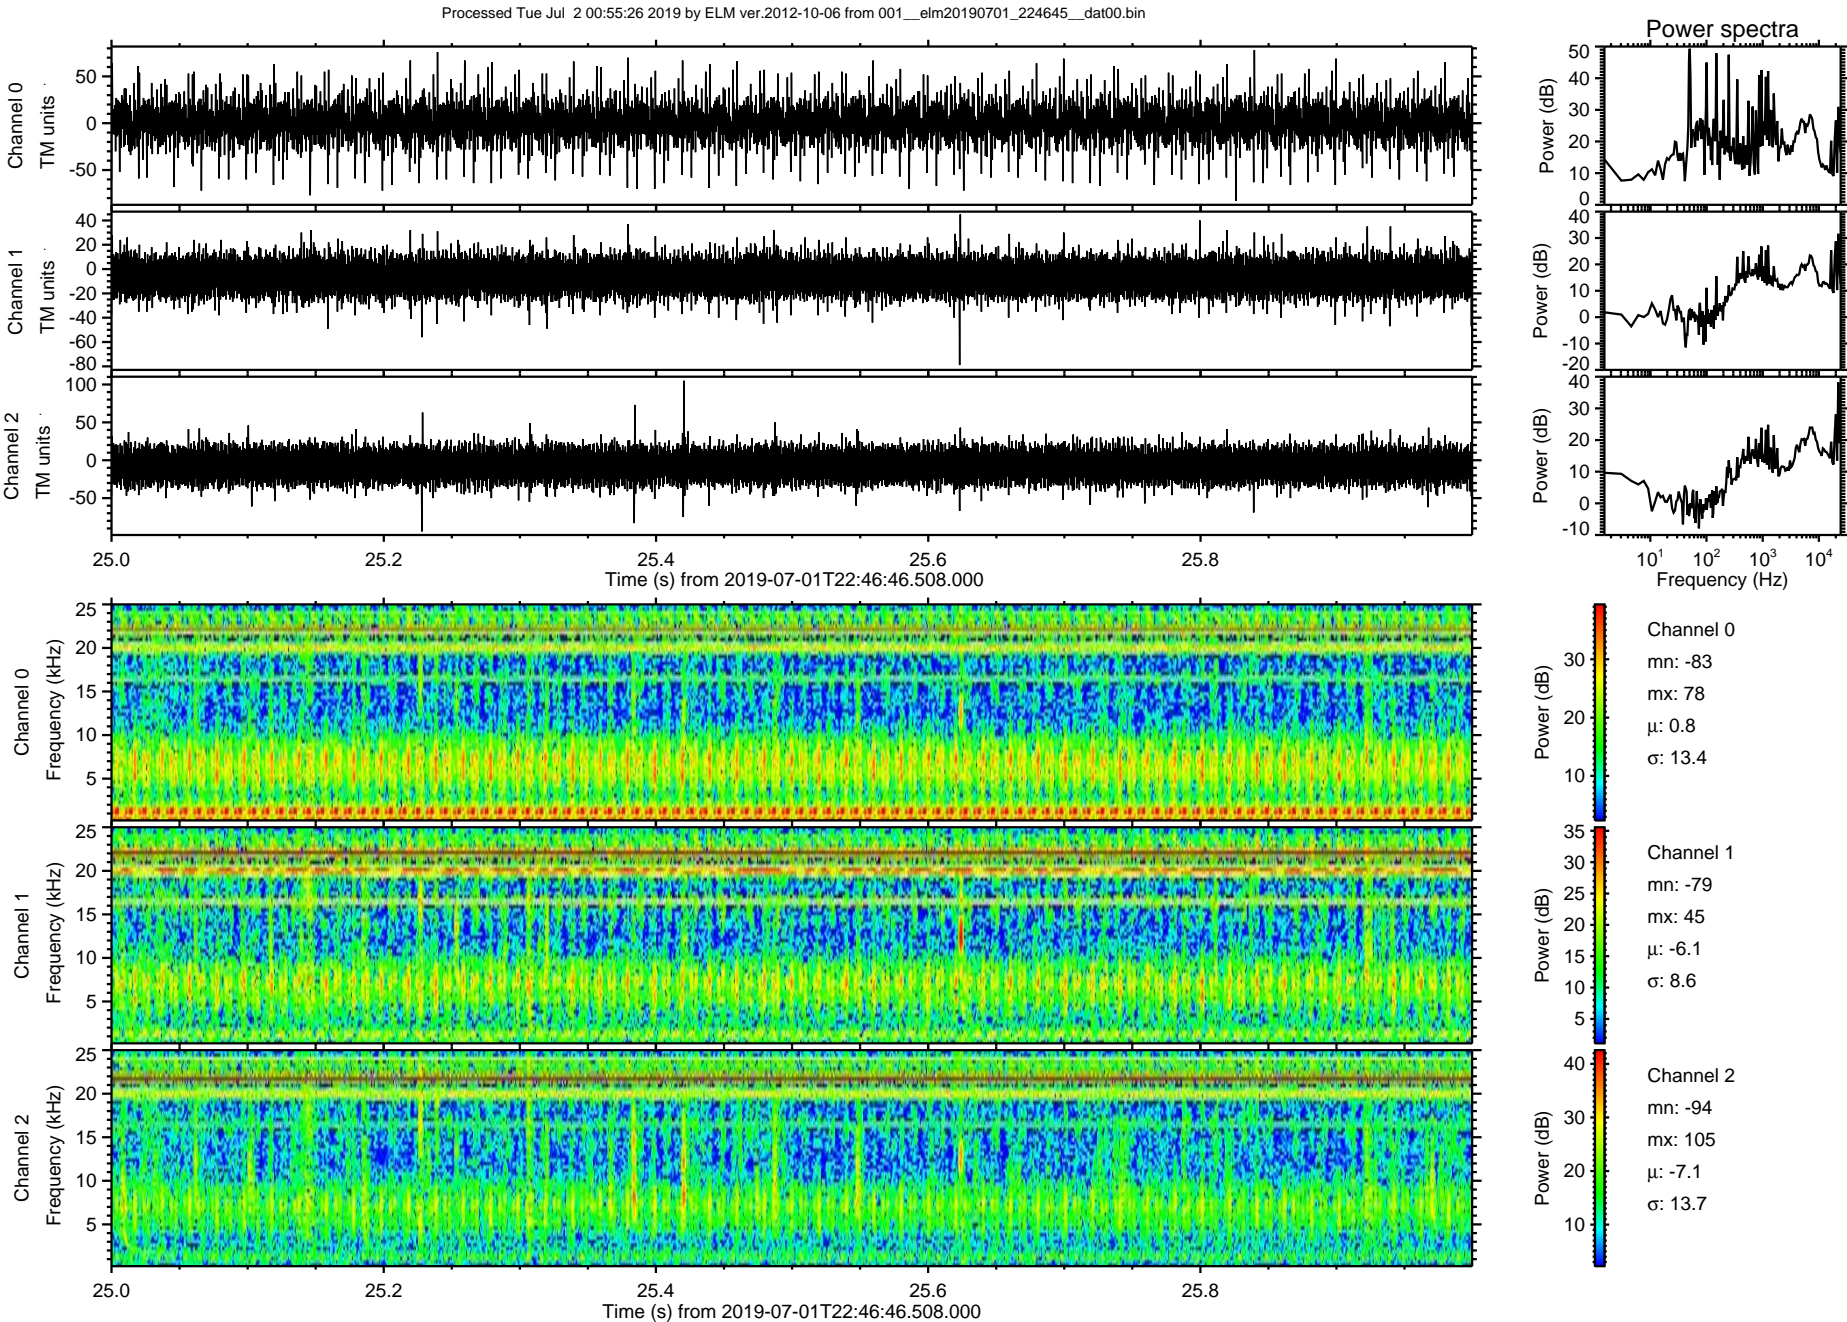 Processed Tue Jul  2 00:55:26 2019 by ELM ver.2012-10-06 from 001__elm20190701_224645__dat00.bin
Power spectra
Channel 0
TM units
50
0
-50
Power (dB)
50
40
30
20
10
0
Channel 1
TM units
40
20
0
-20
-40
-60
-80
Power (dB)
40
30
20
10
0
-10
-20
Channel 2
TM units
100
50
0
-50
Power (dB)
40
30
20
10
0
-10
25.0 25.2 25.4 25.6 25.8
Time (s) from 2019-07-01T22:46:46.508.000
10¹ 10² 10³ 10⁴
Frequency (Hz)
Channel 0
Frequency (kHz)
25
20
15
10
5
Power (dB)
30
20
10
Channel 0
mn: -83
mx: 78
μ: 0.8
σ: 13.4
Channel 1
Frequency (kHz)
25
20
15
10
5
Power (dB)
35
30
25
20
15
10
5
Channel 1
mn: -79
mx: 45
μ: -6.1
σ: 8.6
Channel 2
Frequency (kHz)
25
20
15
10
5
Power (dB)
40
30
20
10
Channel 2
mn: -94
mx: 105
μ: -7.1
σ: 13.7
25.0 25.2 25.4 25.6 25.8
Time (s) from 2019-07-01T22:46:46.508.000